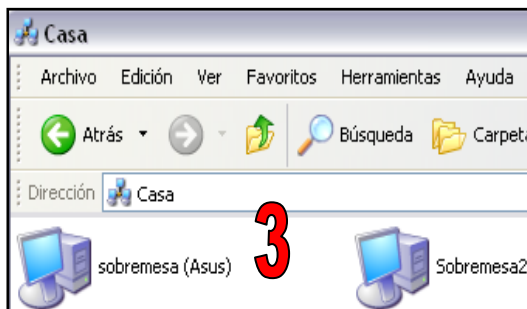 Casa
Archivo Edición Ver Favoritos Herramientas Ayuda
Atrás Búsqueda Carpeta
Dirección Casa
3
sobremesa (Asus) Sobremesa2